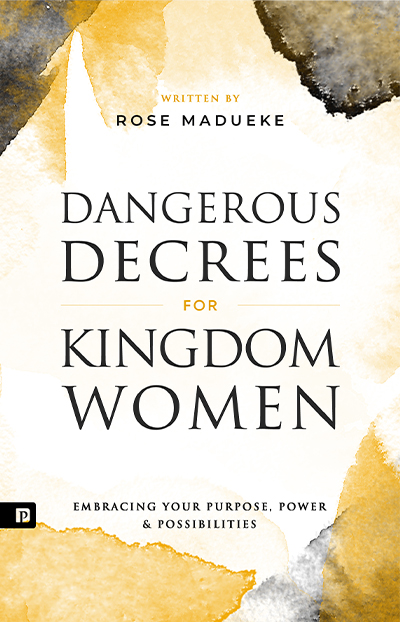 WRITTEN BY
ROSE MADUEKE
DANGEROUS
DECREES
FOR
KINGDOM
WOMEN
EMBRACING YOUR PURPOSE, POWER
& POSSIBILITIES
P